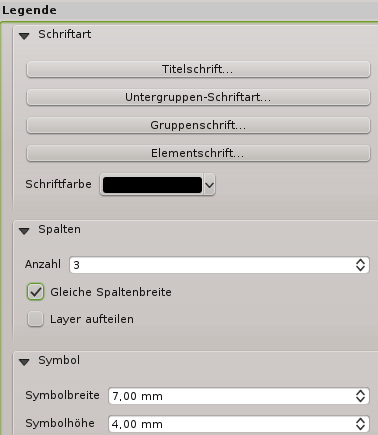 Legende
Schriftart
Titelschrift...
Untergruppen-Schriftart...
Gruppenschrift...
Elementschrift...
Schriftfarbe
Spalten
Anzahl 3
Gleiche Spaltenbreite
Layer aufteilen
Symbol
Symbolbreite 7,00 mm
Symbolhöhe 4,00 mm